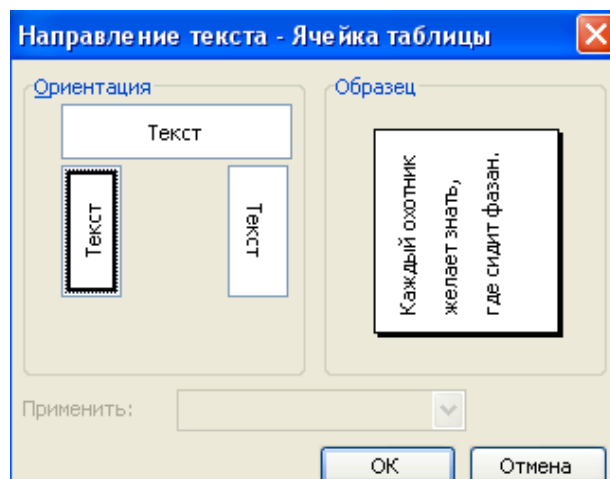 Направление текста - Ячейка таблицы
Ориентация
Текст
Текст
Текст
Образец
Каждый охотник
желает знать,
где сидит фазан.
Применить:
ОК
Отмена